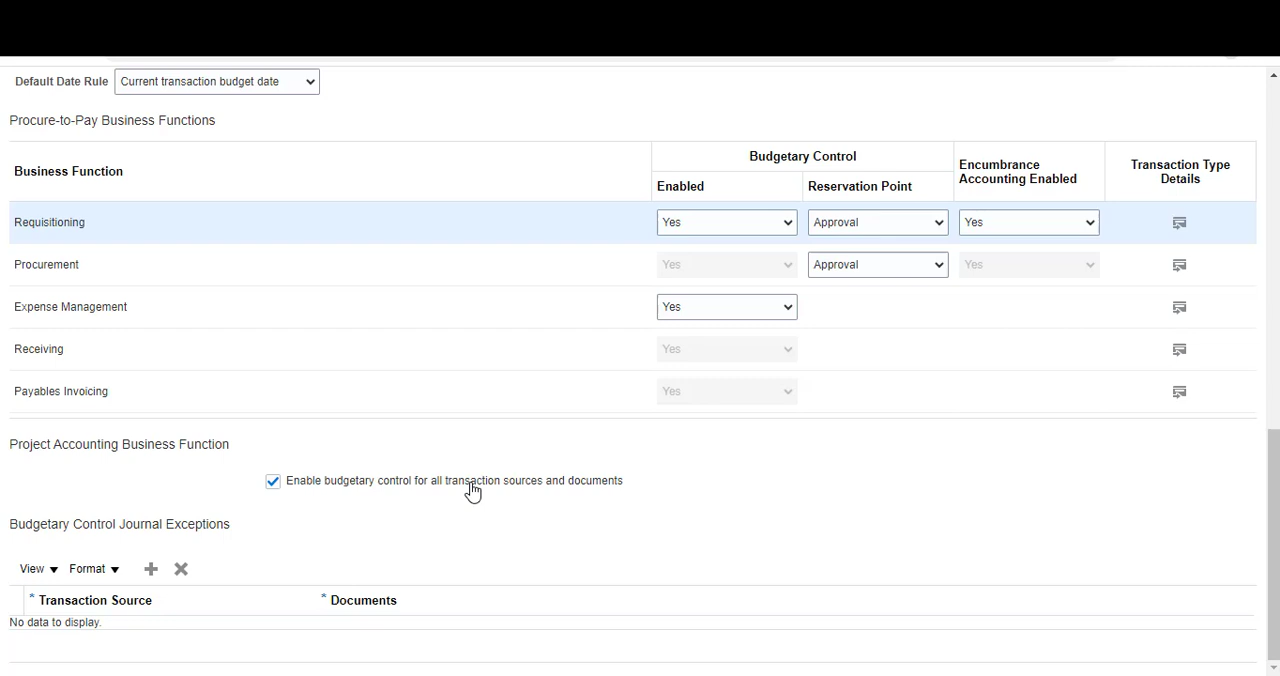 Default Date Rule Current transaction budget date
Procure-to-Pay Business Functions
Business Function
Budgetary Control
Enabled
Reservation Point
Encumbrance
Accounting Enabled
Transaction Type
Details
Requisitioning Yes Approval Yes
Procurement Yes Approval Yes
Expense Management Yes
Receiving Yes
Payables Invoicing Yes
Project Accounting Business Function
Enable budgetary control for all transaction sources and documents
Budgetary Control Journal Exceptions
View Format
* Transaction Source * Documents
No data to display.